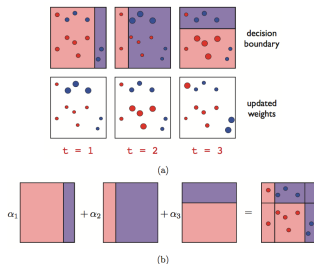 decision
boundary
updated
weights
t = 1 t = 2 t = 3
(a)
α₁ +α₂ +α₃ =
(b)